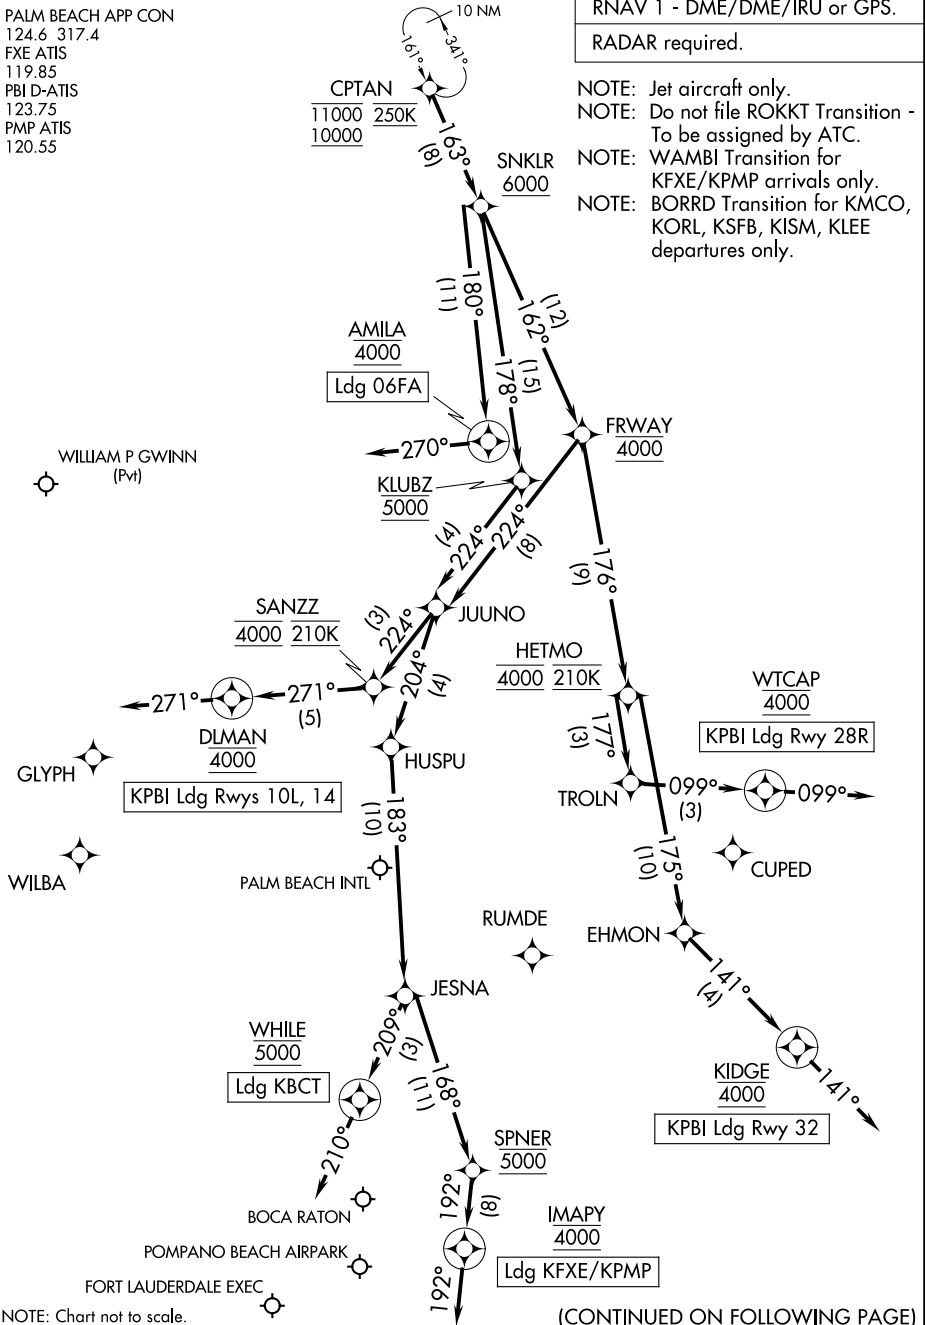 PALM BEACH APP CON
124.6 317.4
FXE ATIS
119.85
PBI D-ATIS
123.75
PMP ATIS
120.55
RNAV 1 - DME/DME/IRU or GPS.
RADAR required.
NOTE: Jet aircraft only.
NOTE: Do not file ROKKT Transition -
To be assigned by ATC.
NOTE: WAMBI Transition for
KFXE/KPMP arrivals only.
NOTE: BORRD Transition for KMCO,
KORL, KSFB, KISM, KLEE
departures only.
10 NM
161°
341°
CPTAN
11000 250K
10000
163°
(8)
SNKLR
6000
180°
(11)
178°
(15)
162°
(12)
AMILA
4000
Ldg 06FA
270°
FRWAY
4000
WILLIAM P GWINN
(Pvt)
KLUBZ
5000
224°
(4)
224°
(8)
176°
(9)
JUUNO
SANZZ
4000 210K
224°
(3)
204°
(4)
HETMO
4000 210K
177°
(3)
WTCAP
4000
KPBI Ldg Rwy 28R
271°
271°
(5)
DLMAN
4000
KPBI Ldg Rwys 10L, 14
GLYPH
HUSPU
TROLN
099°
(3)
099°
183°
(10)
175°
(10)
WILBA
PALM BEACH INTL
CUPED
RUMDE
EHMON
141°
(4)
JESNA
WHILE
5000
Ldg KBCT
209°
(3)
168°
(11)
KIDGE
4000
KPBI Ldg Rwy 32
141°
210°
SPNER
5000
192°
(8)
BOCA RATON
IMAPY
4000
Ldg KFXE/KPMP
POMPANO BEACH AIRPARK
FORT LAUDERDALE EXEC
192°
NOTE: Chart not to scale.
(CONTINUED ON FOLLOWING PAGE)